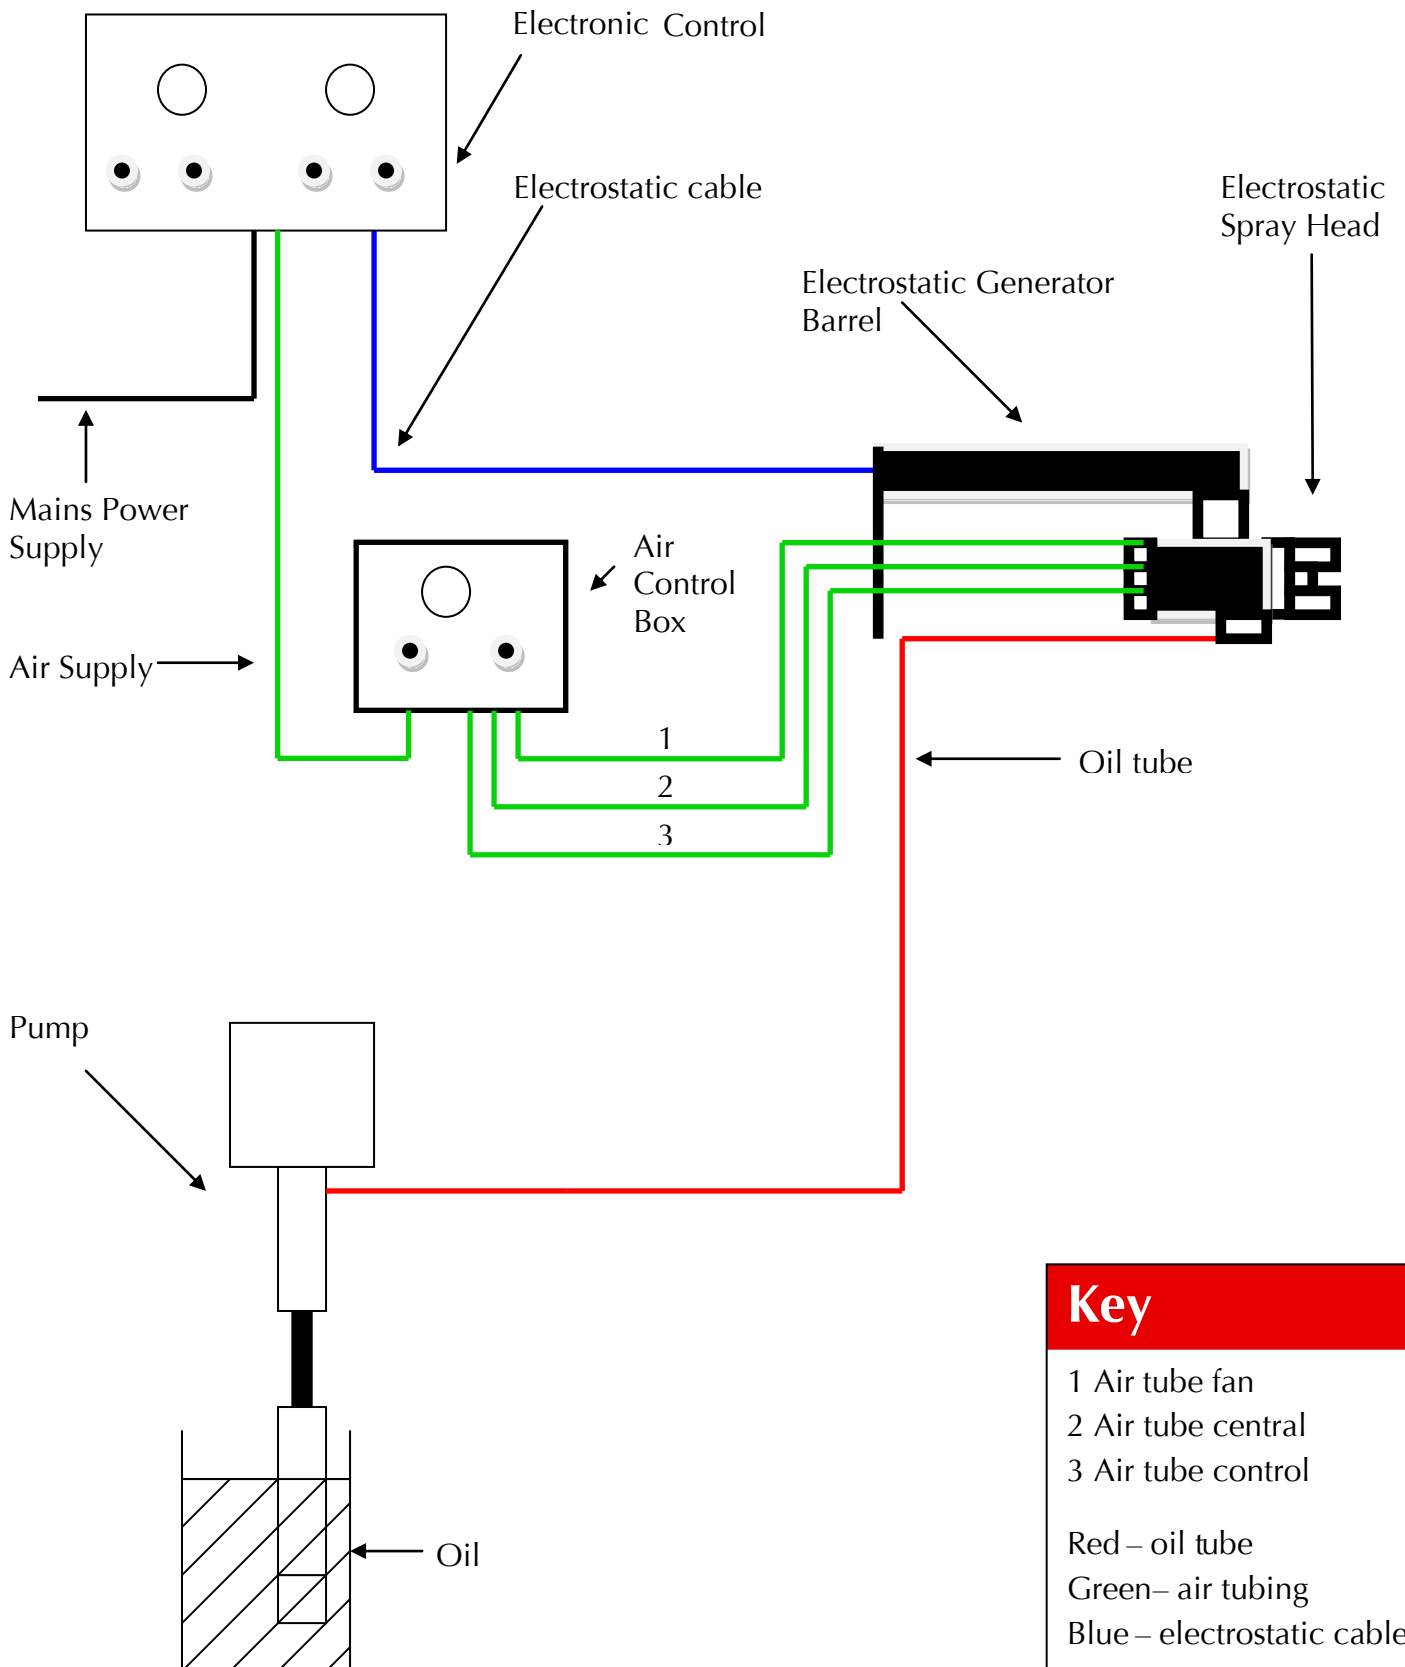 Electronic Control
Electrostatic cable
Electrostatic
Spray Head
Electrostatic Generator
Barrel
Mains Power
Supply
Air
Control
Box
Air Supply
1
2
3
Oil tube
Pump
Oil
Key
1 Air tube fan
2 Air tube central
3 Air tube control
Red – oil tube
Green– air tubing
Blue – electrostatic cable